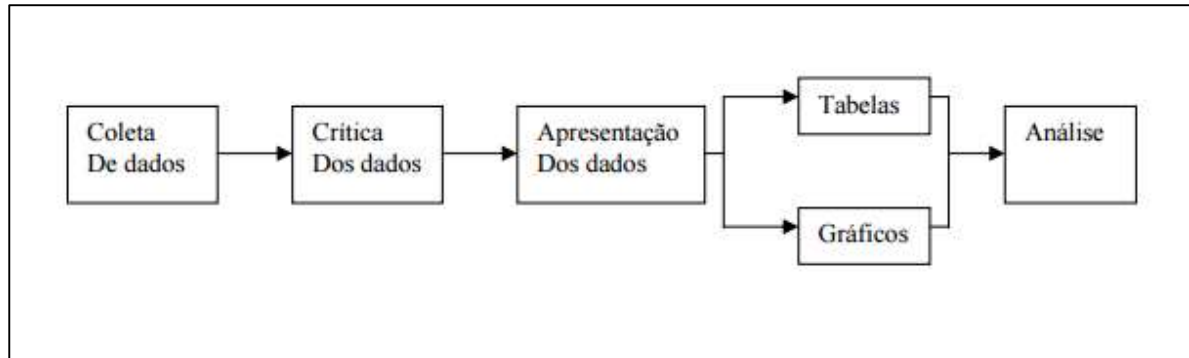 Coleta
De dados
Crítica
Dos dados
Apresentação
Dos dados
Tabelas
Gráficos
Análise